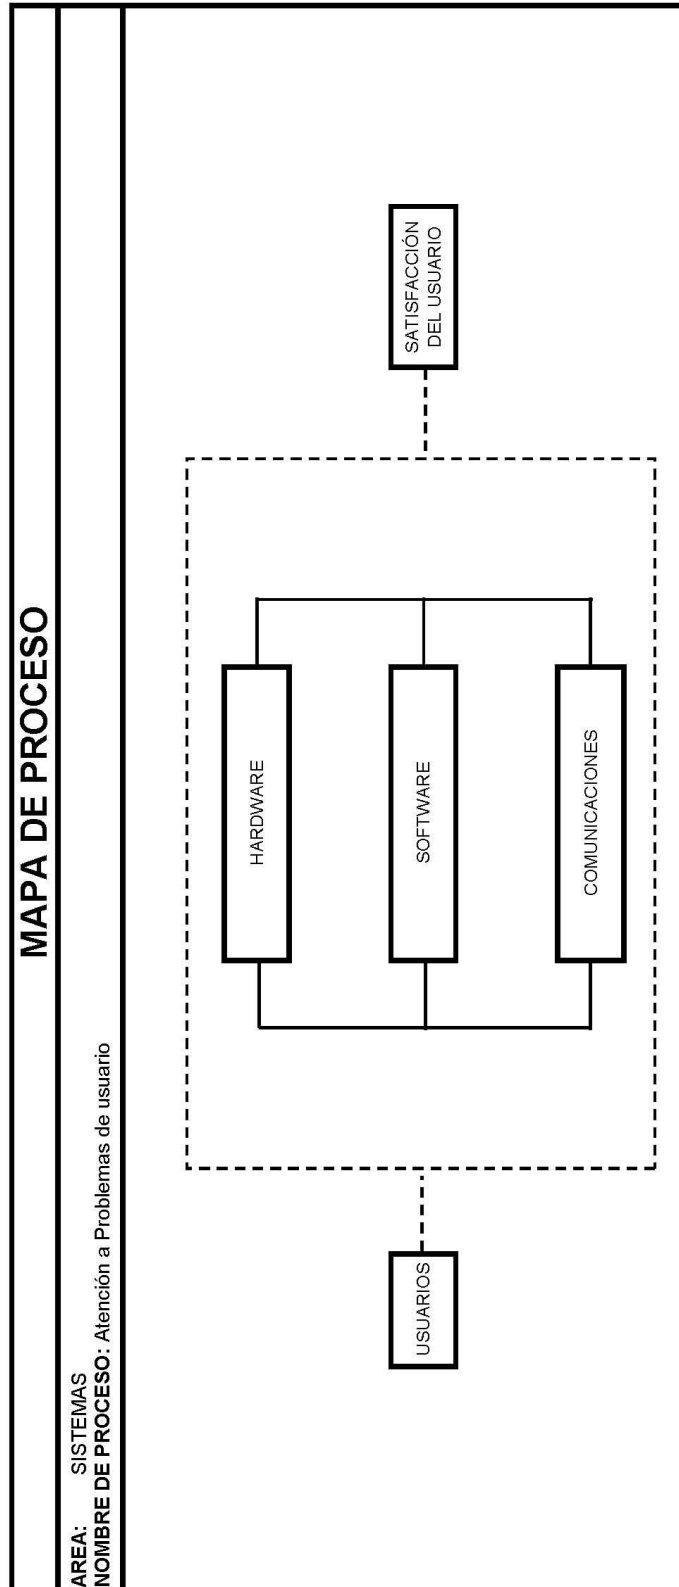 MAPA DE PROCESO
AREA: SISTEMAS
NOMBRE DE PROCESO: Atención a Problemas de usuario
USUARIOS
HARDWARE
SOFTWARE
COMUNICACIONES
SATISFACCIÓN
DEL USUARIO